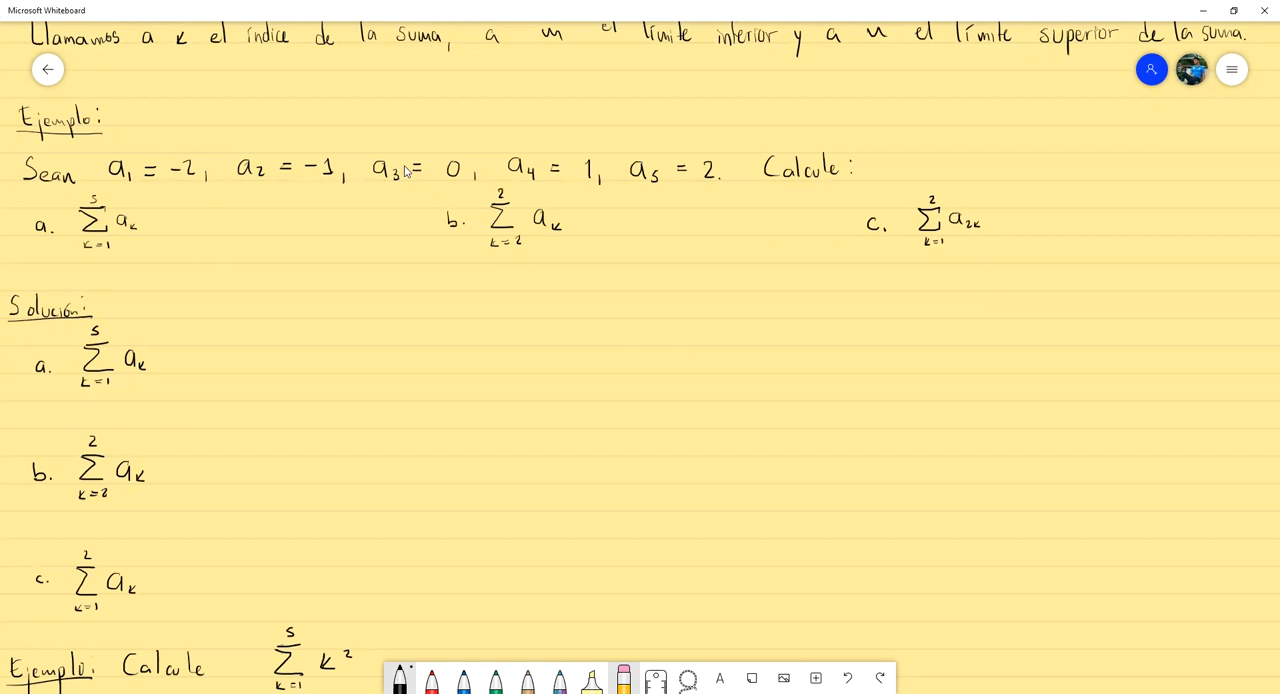 Microsoft Whiteboard
Llamamos a k el índice de la suma, a m el límite inferior y a n el límite superior de la suma.
Ejemplo:
Sean a₁ = -2, a₂ = -1, a₃ = 0, a₄ = 1, a₅ = 2. Calcule:
a. ∑_{k=1}^{5} a_k b. ∑_{k=2}^{2} a_k c. ∑_{k=1}^{2} a_{2k}
Solución:
a. ∑_{k=1}^{5} a_k
b. ∑_{k=2}^{2} a_k
c. ∑_{k=1}^{2} a_k
Ejemplo: Calcule ∑_{k=1}^{5} k²